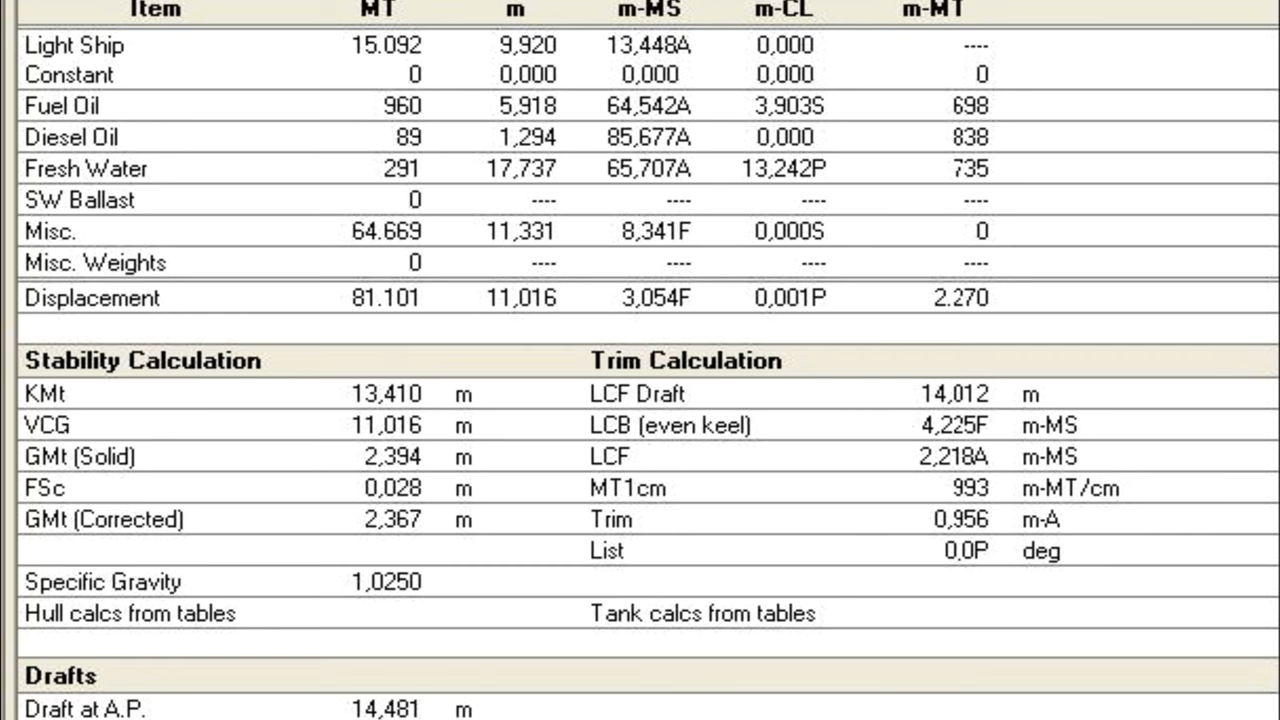 Item MT m m-MS m-CL m-MT
Light Ship 15.092 9,920 13,448A 0,000 ----
Constant 0 0,000 0,000 0,000 0
Fuel Oil 960 5,918 64,542A 3,903S 698
Diesel Oil 89 1,294 85,677A 0,000 838
Fresh Water 291 17,737 65,707A 13,242P 735
SW Ballast 0 ---- ---- ---- ----
Misc. 64.669 11,331 8,341F 0,000S 0
Misc. Weights 0 ---- ---- ---- ----
Displacement 81.101 11,016 3,054F 0,001P 2.270
Stability Calculation Trim Calculation
KMt 13,410 m LCF Draft 14,012 m
VCG 11,016 m LCB (even keel) 4,225F m-MS
GMt (Solid) 2,394 m LCF 2,218A m-MS
FSc 0,028 m MT1cm 993 m-MT/cm
GMt (Corrected) 2,367 m Trim 0,956 m-A
List 0,0P deg
Specific Gravity 1,0250
Hull calcs from tables Tank calcs from tables
Drafts
Draft at A.P. 14,481 m